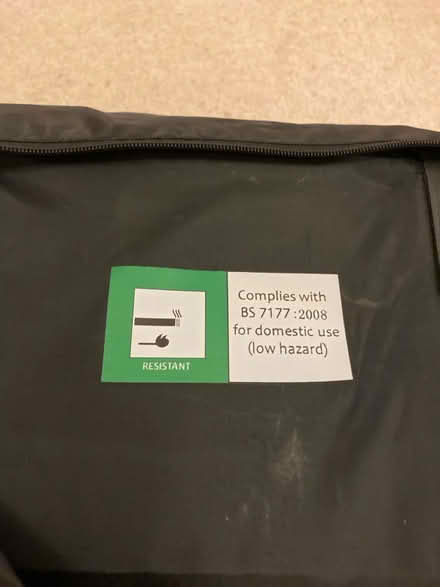 RESISTANT
Complies with
BS 7177 :2008
for domestic use
(low hazard)